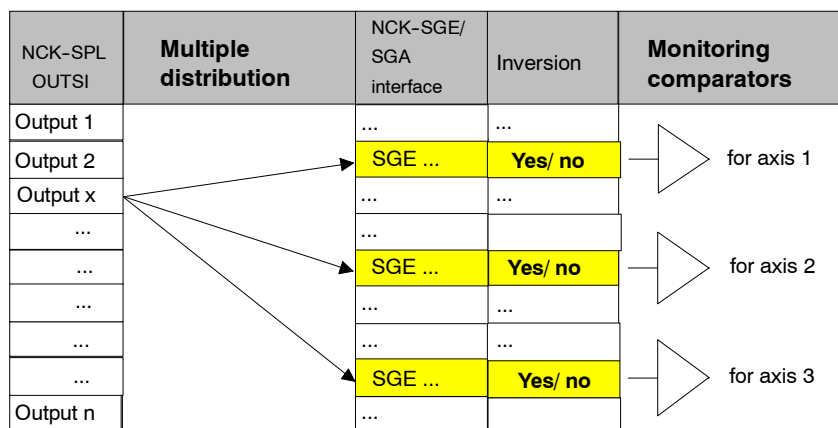 NCK-SPL
OUTSI
Multiple
distribution
NCK-SGE/
SGA
interface
Inversion
Monitoring
comparators
Output 1
... ...
Output 2
SGE ... Yes/ no
for axis 1
Output x
... ...
...
...
...
SGE ... Yes/ no
for axis 2
...
... ...
...
... ...
...
SGE ... Yes/ no
for axis 3
Output n
...